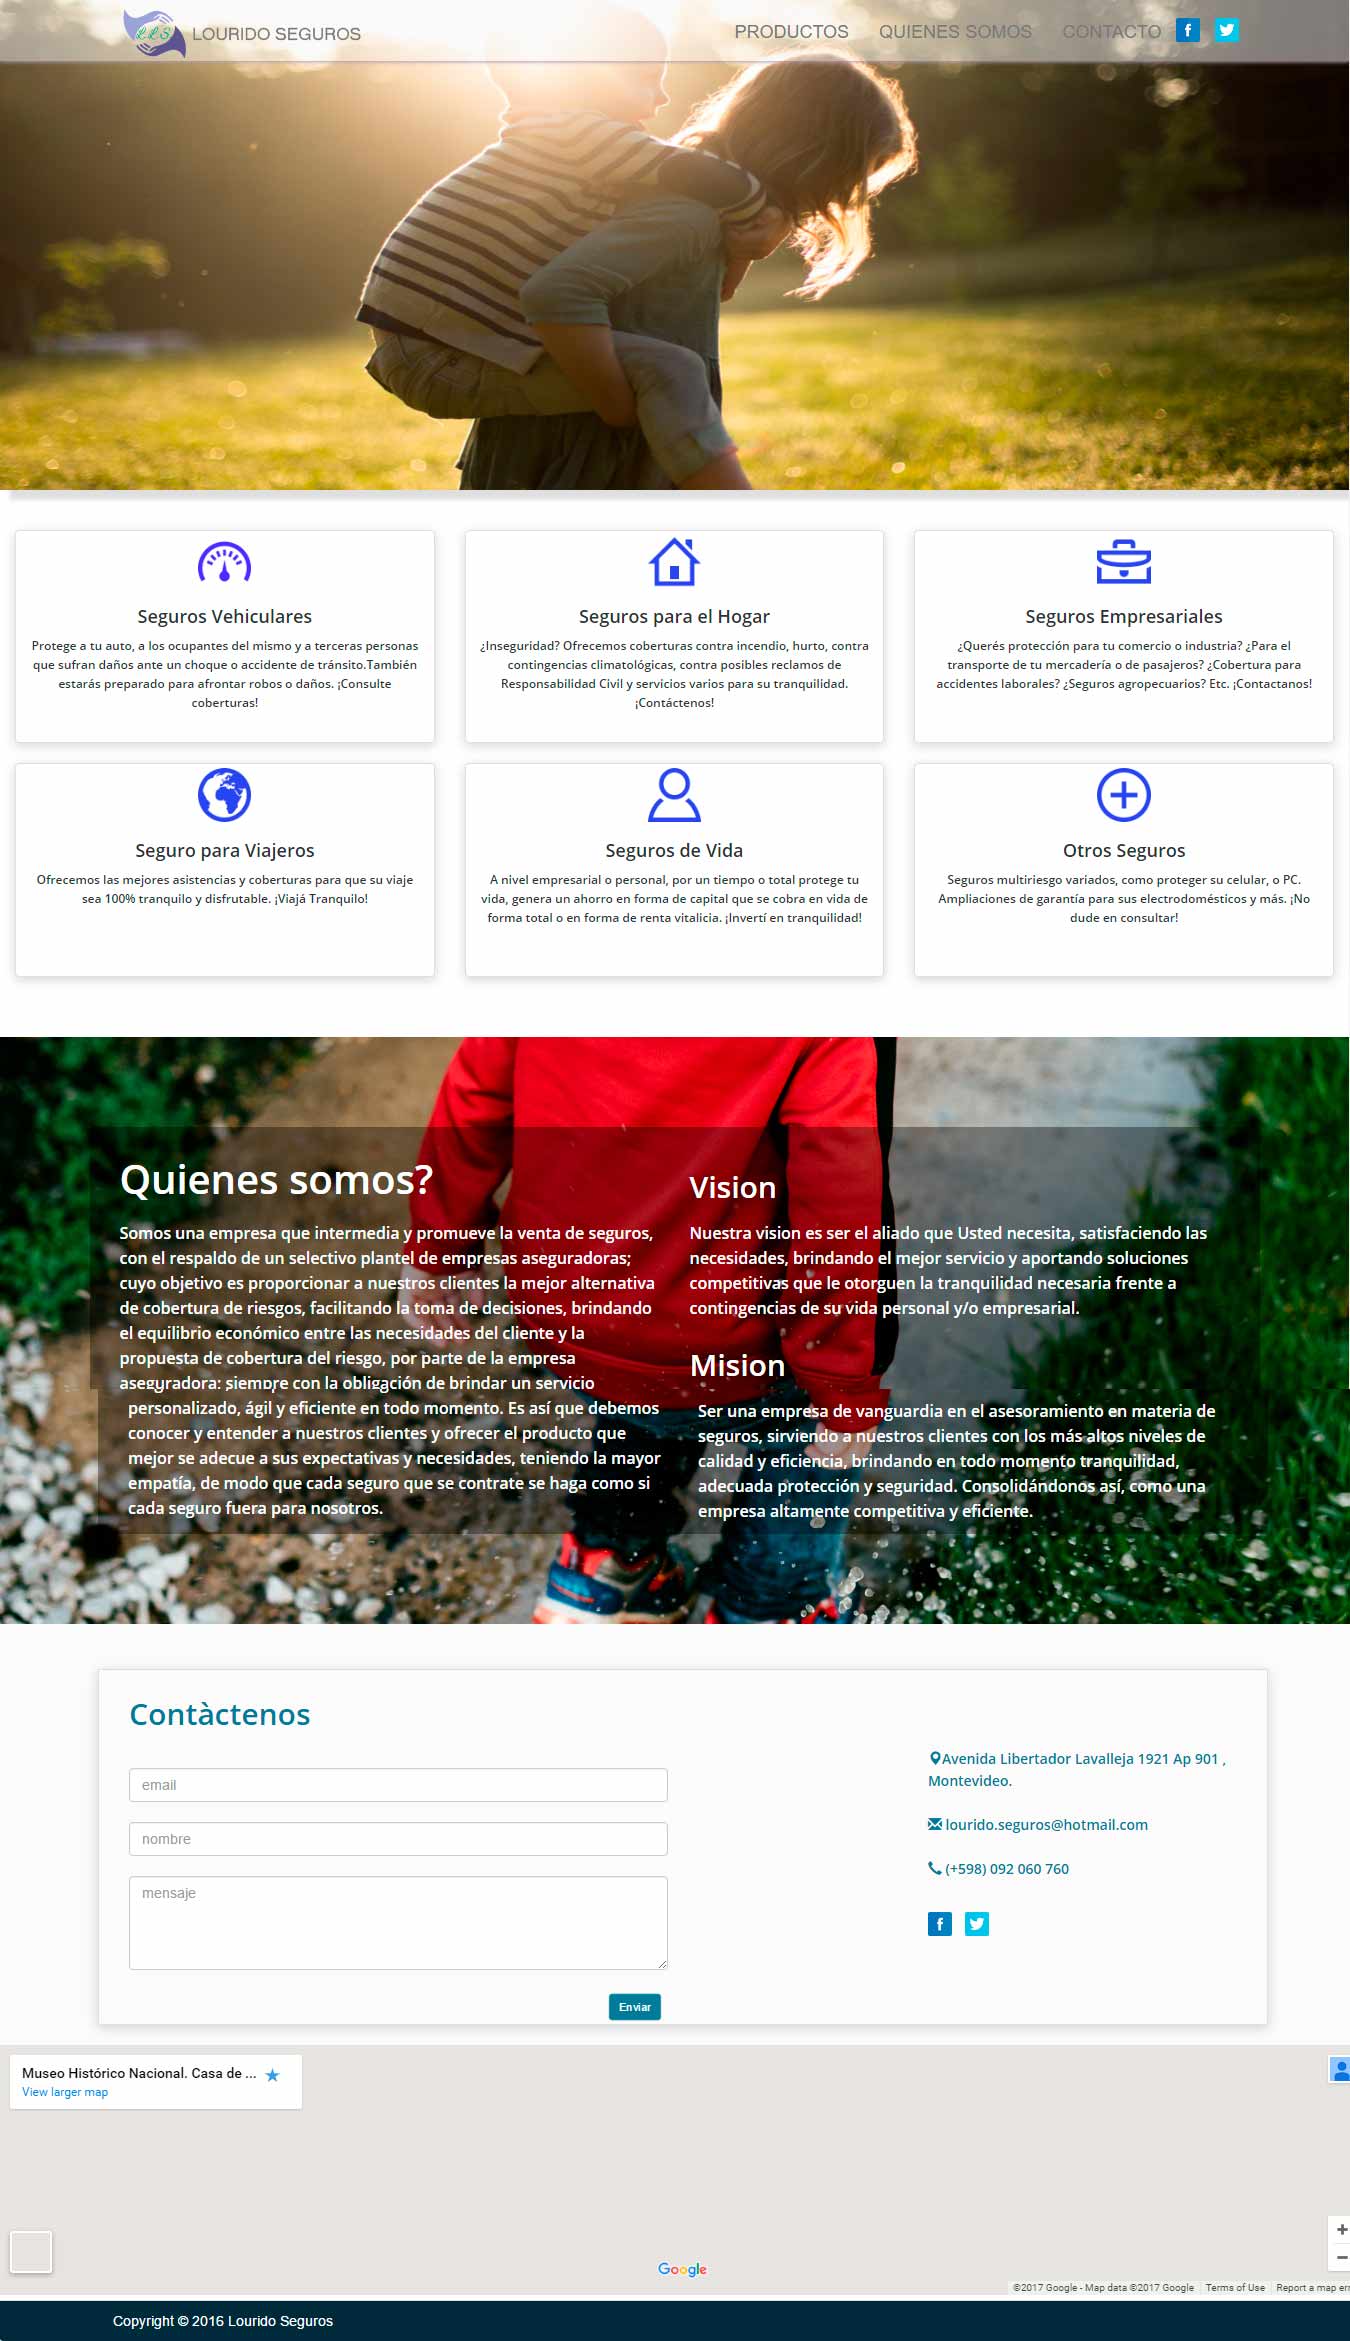 LLS LOURIDO SEGUROS
PRODUCTOS QUIENES SOMOS CONTACTO
Seguros Vehiculares
Protege a tu auto, a los ocupantes del mismo y a terceras personas
que sufran daños ante un choque o accidente de tránsito.También
estarás preparado para afrontar robos o daños. ¡Consulte
coberturas!
Seguros para el Hogar
¿Inseguridad? Ofrecemos coberturas contra incendio, hurto, contra
contingencias climatológicas, contra posibles reclamos de
Responsabilidad Civil y servicios varios para su tranquilidad.
¡Contáctenos!
Seguros Empresariales
¿Querés protección para tu comercio o industria? ¿Para el
transporte de tu mercadería o de pasajeros? ¿Cobertura para
accidentes laborales? ¿Seguros agropecuarios? Etc. ¡Contactanos!
Seguro para Viajeros
Ofrecemos las mejores asistencias y coberturas para que su viaje
sea 100% tranquilo y disfrutable. ¡Viajá Tranquilo!
Seguros de Vida
A nivel empresarial o personal, por un tiempo o total protege tu
vida, genera un ahorro en forma de capital que se cobra en vida de
forma total o en forma de renta vitalicia. ¡Invertí en tranquilidad!
Otros Seguros
Seguros multiriesgo variados, como proteger su celular, o PC.
Ampliaciones de garantía para sus electrodomésticos y más. ¡No
dude en consultar!
Quienes somos?
Somos una empresa que intermedia y promueve la venta de seguros,
con el respaldo de un selectivo plantel de empresas aseguradoras;
cuyo objetivo es proporcionar a nuestros clientes la mejor alternativa
de cobertura de riesgos, facilitando la toma de decisiones, brindando
el equilibrio económico entre las necesidades del cliente y la
propuesta de cobertura del riesgo, por parte de la empresa
aseguradora; siempre con la obligación de brindar un servicio
personalizado, ágil y eficiente en todo momento. Es así que debemos
conocer y entender a nuestros clientes y ofrecer el producto que
mejor se adecue a sus expectativas y necesidades, teniendo la mayor
empatía, de modo que cada seguro que se contrate se haga como si
cada seguro fuera para nosotros.
Vision
Nuestra vision es ser el aliado que Usted necesita, satisfaciendo las
necesidades, brindando el mejor servicio y aportando soluciones
competitivas que le otorguen la tranquilidad necesaria frente a
contingencias de su vida personal y/o empresarial.
Mision
Ser una empresa de vanguardia en el asesoramiento en materia de
seguros, sirviendo a nuestros clientes con los más altos niveles de
calidad y eficiencia, brindando en todo momento tranquilidad,
adecuada protección y seguridad. Consolidándonos así, como una
empresa altamente competitiva y eficiente.
Contàctenos
email
nombre
mensaje
Enviar
Avenida Libertador Lavalleja 1921 Ap 901 ,
Montevideo.
lourido.seguros@hotmail.com
(+598) 092 060 760
Museo Histórico Nacional. Casa de ...
View larger map
Google
©2017 Google - Map data ©2017 Google Terms of Use Report a map err
Copyright © 2016 Lourido Seguros